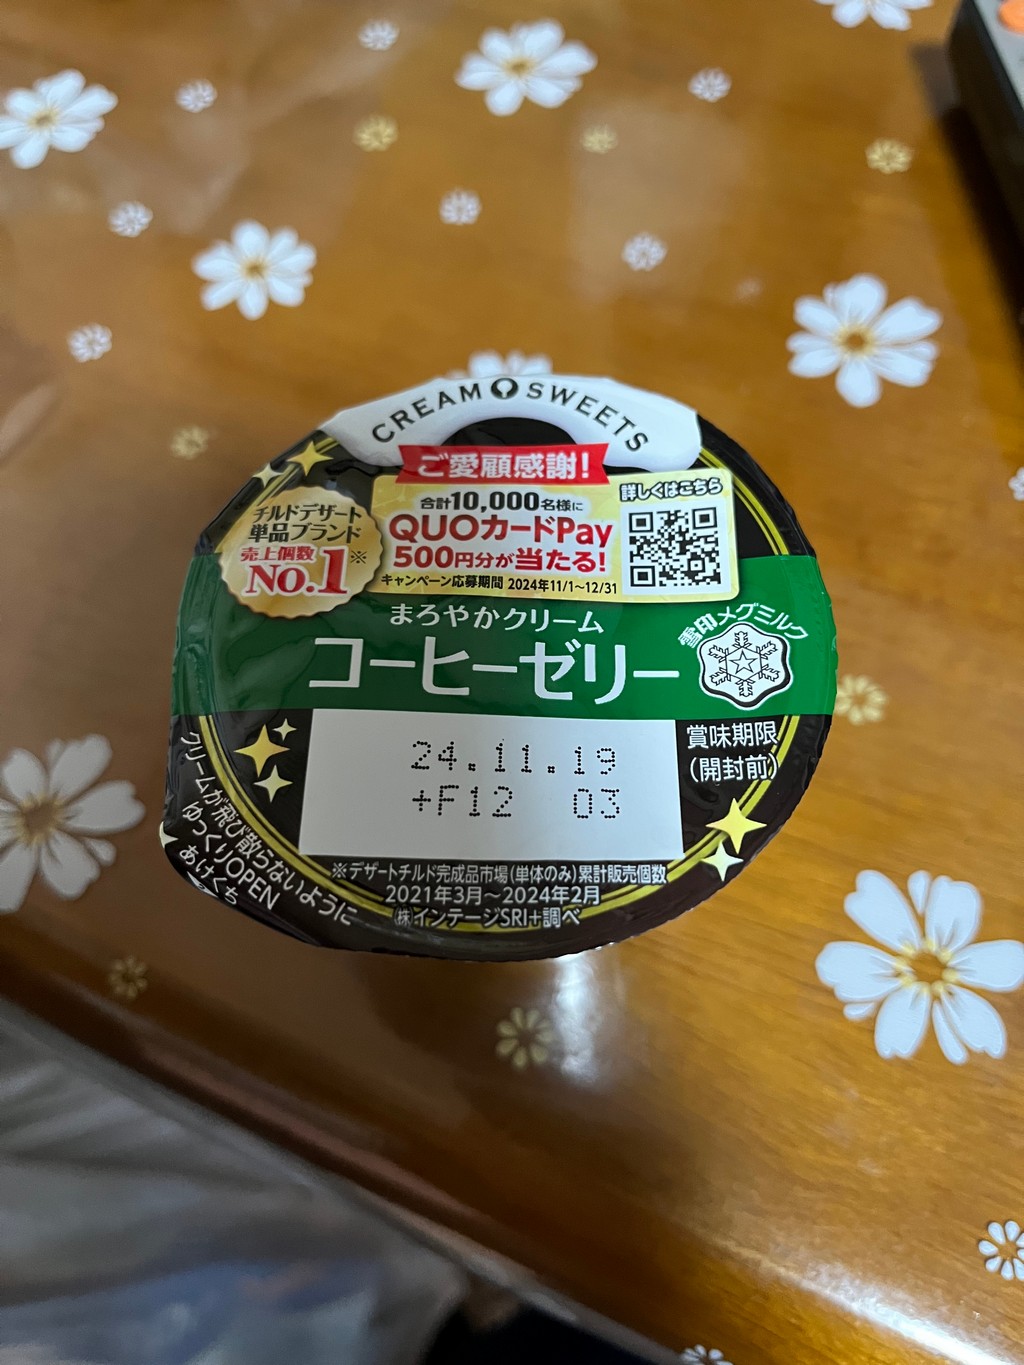 CREAM SWEETS
ご愛顧感謝!
合計10,000名様に
QUOカードPay
500円分が当たる!
キャンペーン応募期間 2024年11/1~12/31
詳しくはこちら
チルドデザート
単品ブランド
売上個数
No.1※
まろやかクリーム
コーヒーゼリー
雪印メグミルク
24.11.19
+F12 03
賞味期限
(開封前)
クリームが飛び散らないように
ゆっくりOPEN
あけくち
※デザートチルド完成品市場(単体のみ)累計販売個数
2021年3月~2024年2月
㈱インテージSRI+調べ